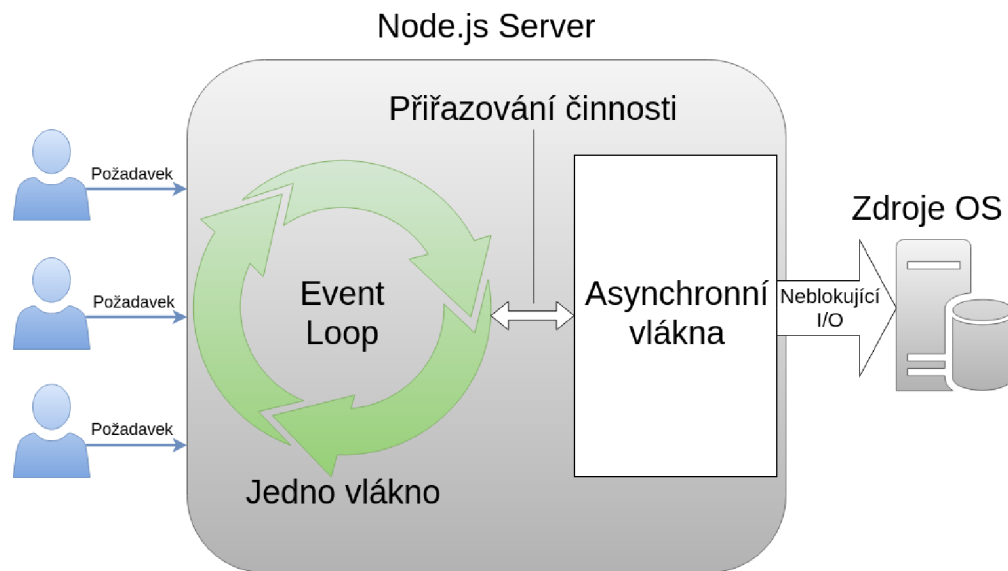 Node.js Server
Přiřazování činnosti
Požadavek
Požadavek
Požadavek
Event
Loop
Jedno vlákno
Asynchronní
vlákna
Neblokující
I/O
Zdroje OS